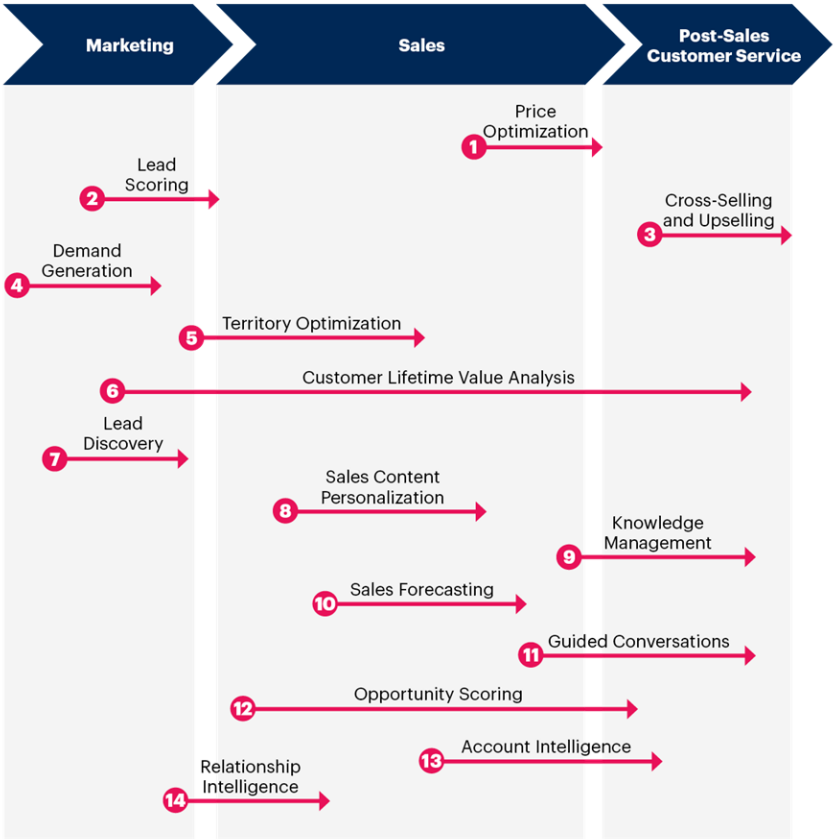 Marketing
Sales
Post-Sales
Customer Service
Price
Optimization
1
Lead
Scoring
2
Cross-Selling
and Upselling
3
Demand
Generation
4
Territory Optimization
5
Customer Lifetime Value Analysis
6
Lead
Discovery
7
Sales Content
Personalization
8
Knowledge
Management
9
Sales Forecasting
10
Guided Conversations
11
Opportunity Scoring
12
Account Intelligence
13
Relationship
Intelligence
14